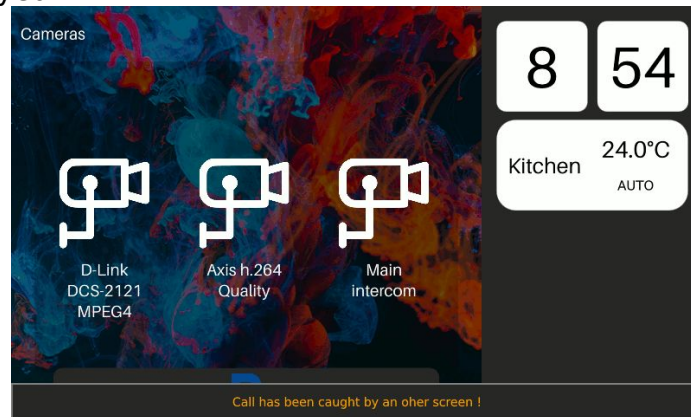 Cameras
8 54
Kitchen
24.0°C
AUTO
D-Link
DCS-2121
MPEG4
Axis h.264
Quality
Main
intercom
Call has been caught by an oher screen !